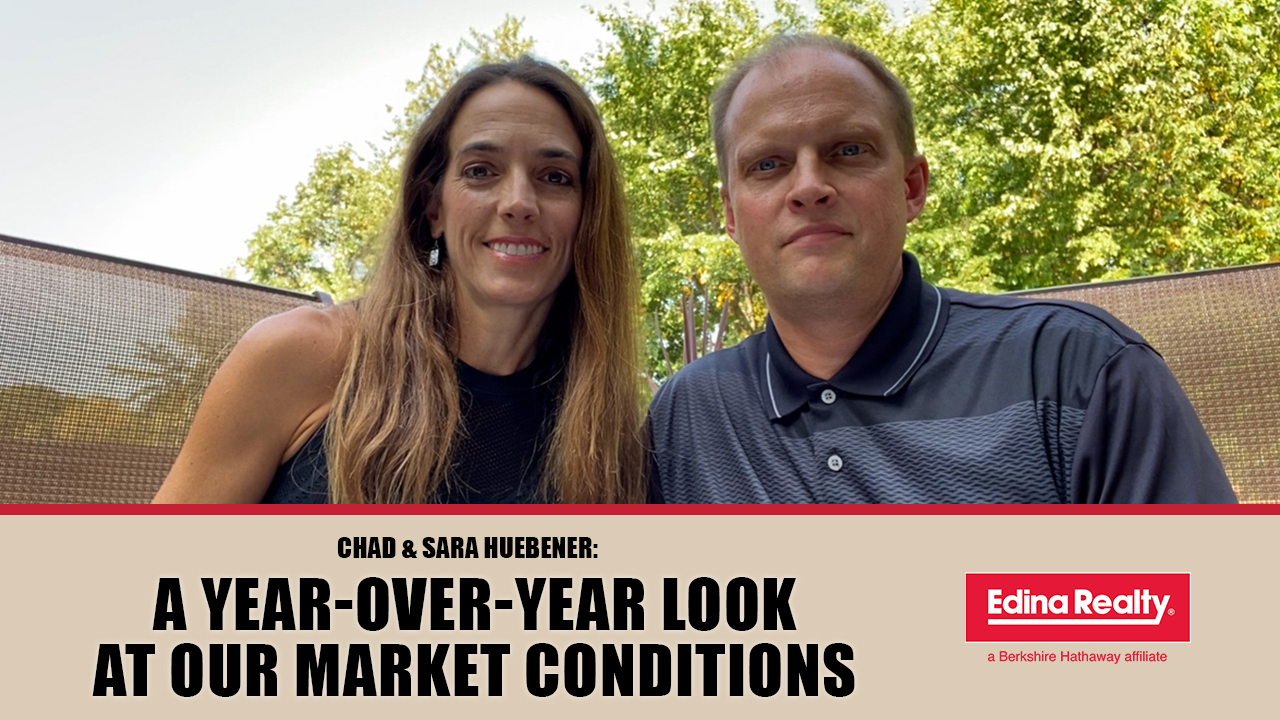 CHAD & SARA HUEBENER:
A YEAR-OVER-YEAR LOOK
AT OUR MARKET CONDITIONS
Edina Realty®
a Berkshire Hathaway affiliate